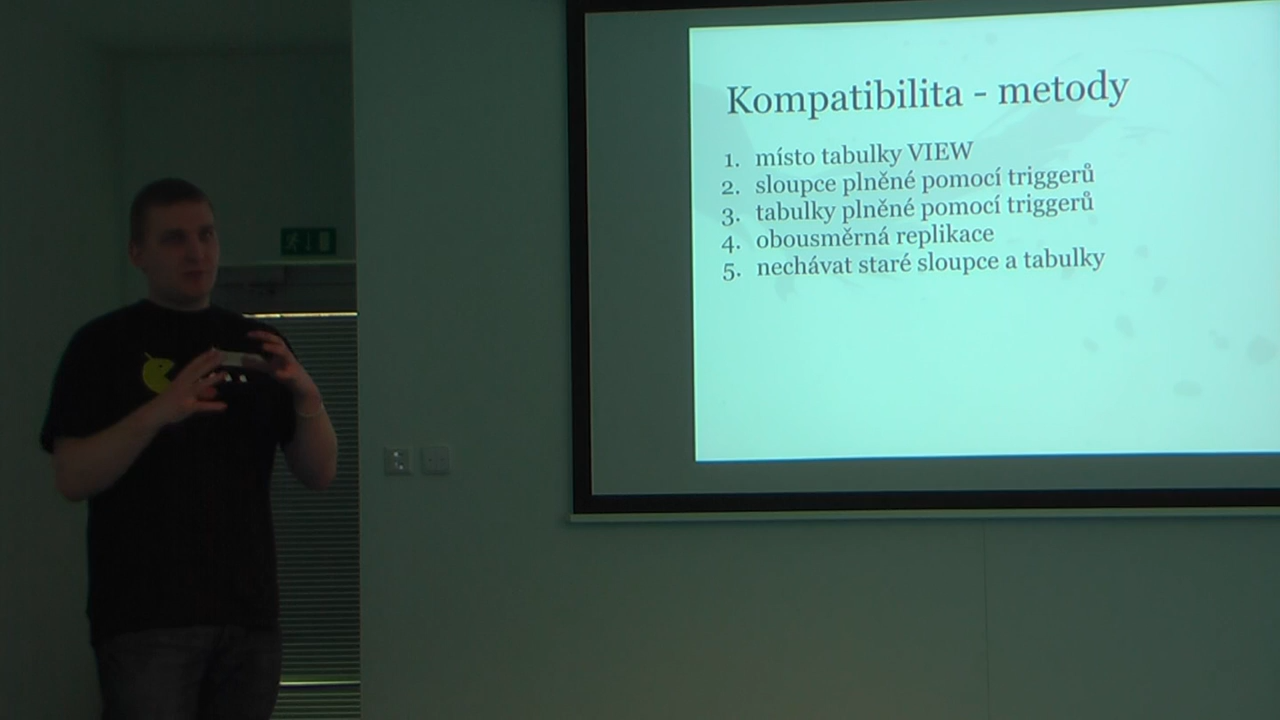 Kompatibilita - metody
1. místo tabulky VIEW
2. sloupce plněné pomocí triggerů
3. tabulky plněné pomocí triggerů
4. obousměrná replikace
5. nechávat staré sloupce a tabulky